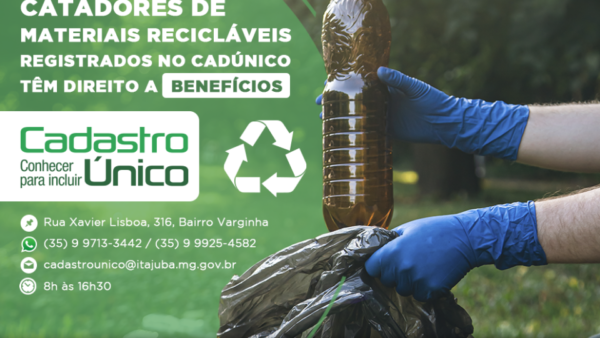 CATADORES DE
MATERIAIS RECICLÁVEIS
REGISTRADOS NO CADÚNICO
TÊM DIREITO A BENEFÍCIOS
Cadastro
Conhecer
para incluir Único
Rua Xavier Lisboa, 316, Bairro Varginha
(35) 9 9713-3442 / (35) 9 9925-4582
cadastrounico@itajuba.mg.gov.br
8h às 16h30